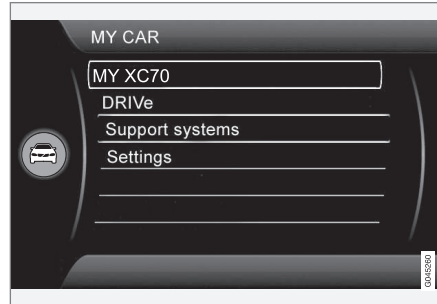 MY CAR
MY XC70
DRIVe
Support systems
Settings
G045260